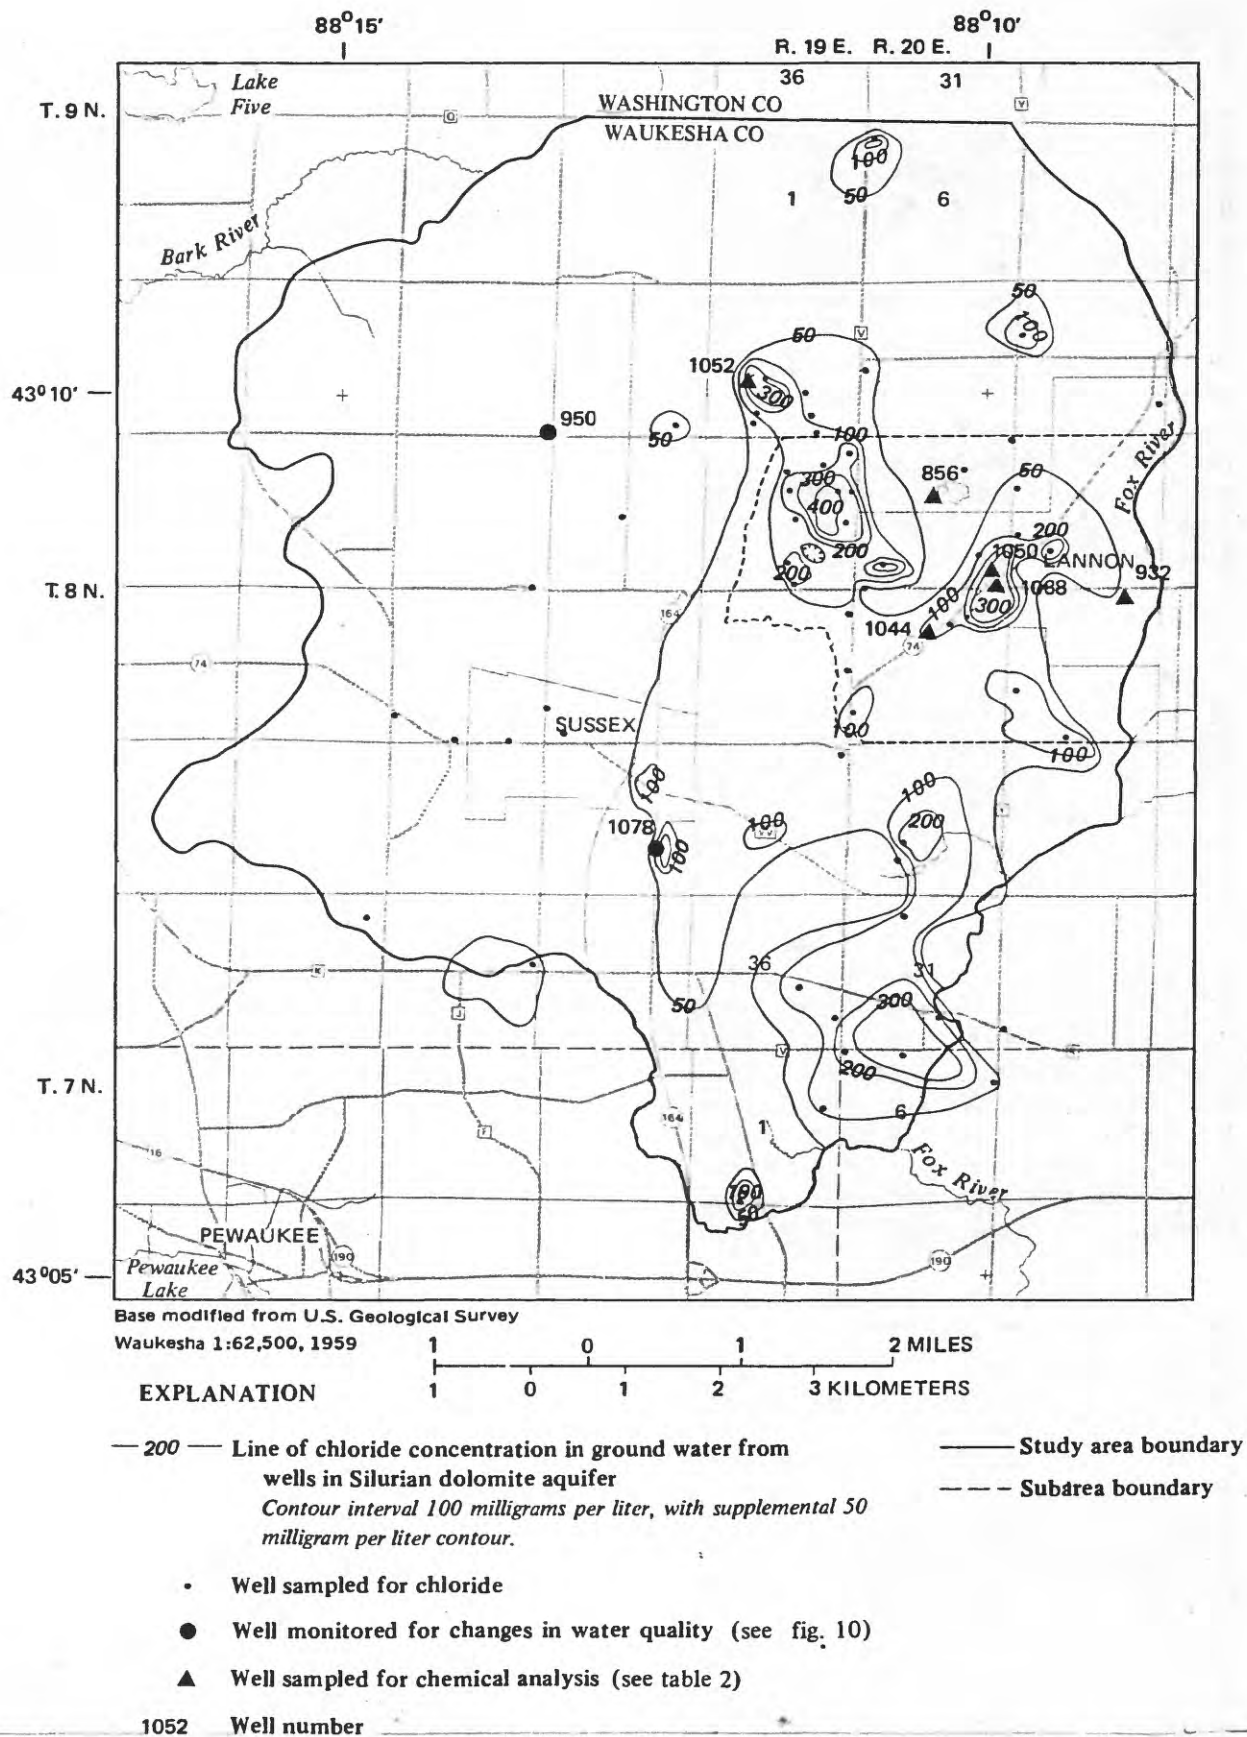 88°15'
88°10'
R. 19 E. R. 20 E.
36 31
T. 9 N.
Lake
Five
Q
Y
WASHINGTON CO
WAUKESHA CO
100
50
1 6
Bark River
50
100
50
V
1052
300
43°10'
950
50
100
Fox River
856
50
300
400
200
200
200
1050
LANNON
932
1068
T. 8 N.
164
100
300
1044
74
74
SUSSEX
100
100
100
100
1078
100
VV
100
200
36 31
K
50
300
J
V
200
T. 7 N.
164
6
1
F
16
Fox River
100
50
PEWAUKEE
190
190
43°05'
Pewaukee
Lake
Base modified from U.S. Geological Survey
Waukesha 1:62,500, 1959
1 0 1 2 MILES
1 0 1 2 3 KILOMETERS
EXPLANATION
— 200 — Line of chloride concentration in ground water from
wells in Silurian dolomite aquifer
Contour interval 100 milligrams per liter, with supplemental 50
milligram per liter contour.
Study area boundary
Subarea boundary
Well sampled for chloride
Well monitored for changes in water quality (see fig. 10)
Well sampled for chemical analysis (see table 2)
1052 Well number